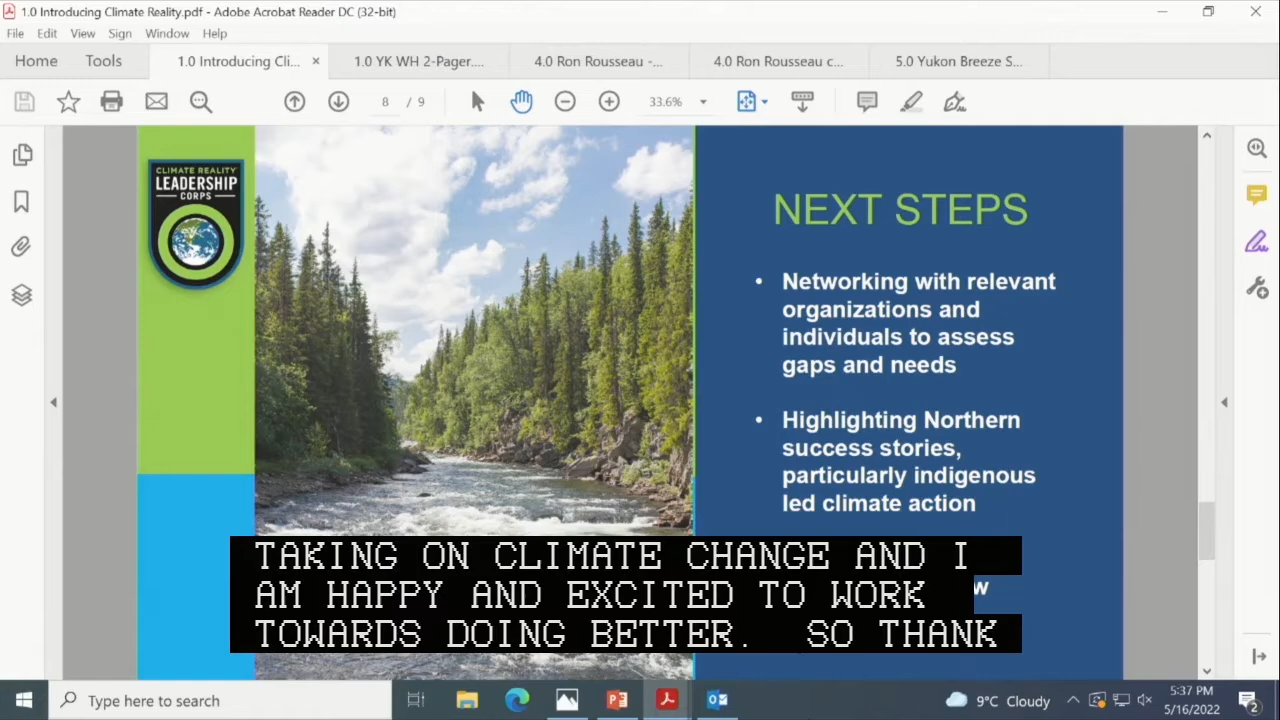 1.0 Introducing Climate Reality.pdf - Adobe Acrobat Reader DC (32-bit)
File Edit View Sign Window Help
Home Tools 1.0 Introducing Cli... × 1.0 YK WH 2-Pager.... 4.0 Ron Rousseau -... 4.0 Ron Rousseau c... 5.0 Yukon Breeze S...
8 / 9 33.6%
CLIMATE REALITY
LEADERSHIP
CORPS
NEXT STEPS
• Networking with relevant
organizations and
individuals to assess
gaps and needs
• Highlighting Northern
success stories,
particularly indigenous
led climate action
w
TAKING ON CLIMATE CHANGE AND I
AM HAPPY AND EXCITED TO WORK
TOWARDS DOING BETTER. SO THANK
Type here to search
9°C Cloudy
5:37 PM
5/16/2022
2